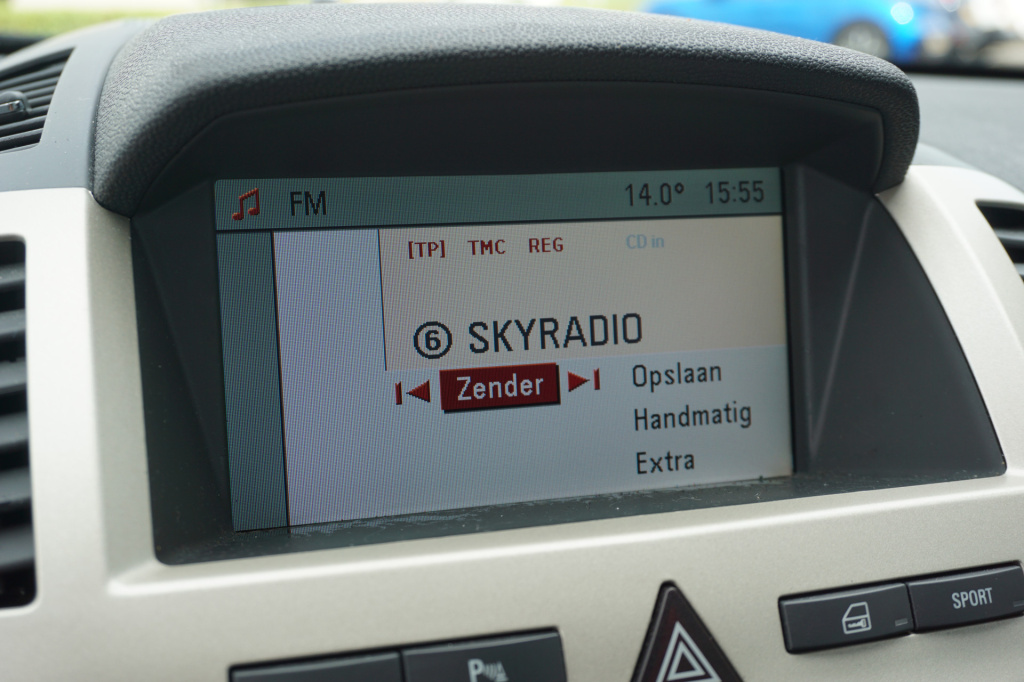 FM 14.0° 15:55
[TP] TMC REG CD in
6 SKYRADIO
Zender
Opslaan
Handmatig
Extra
SPORT
P